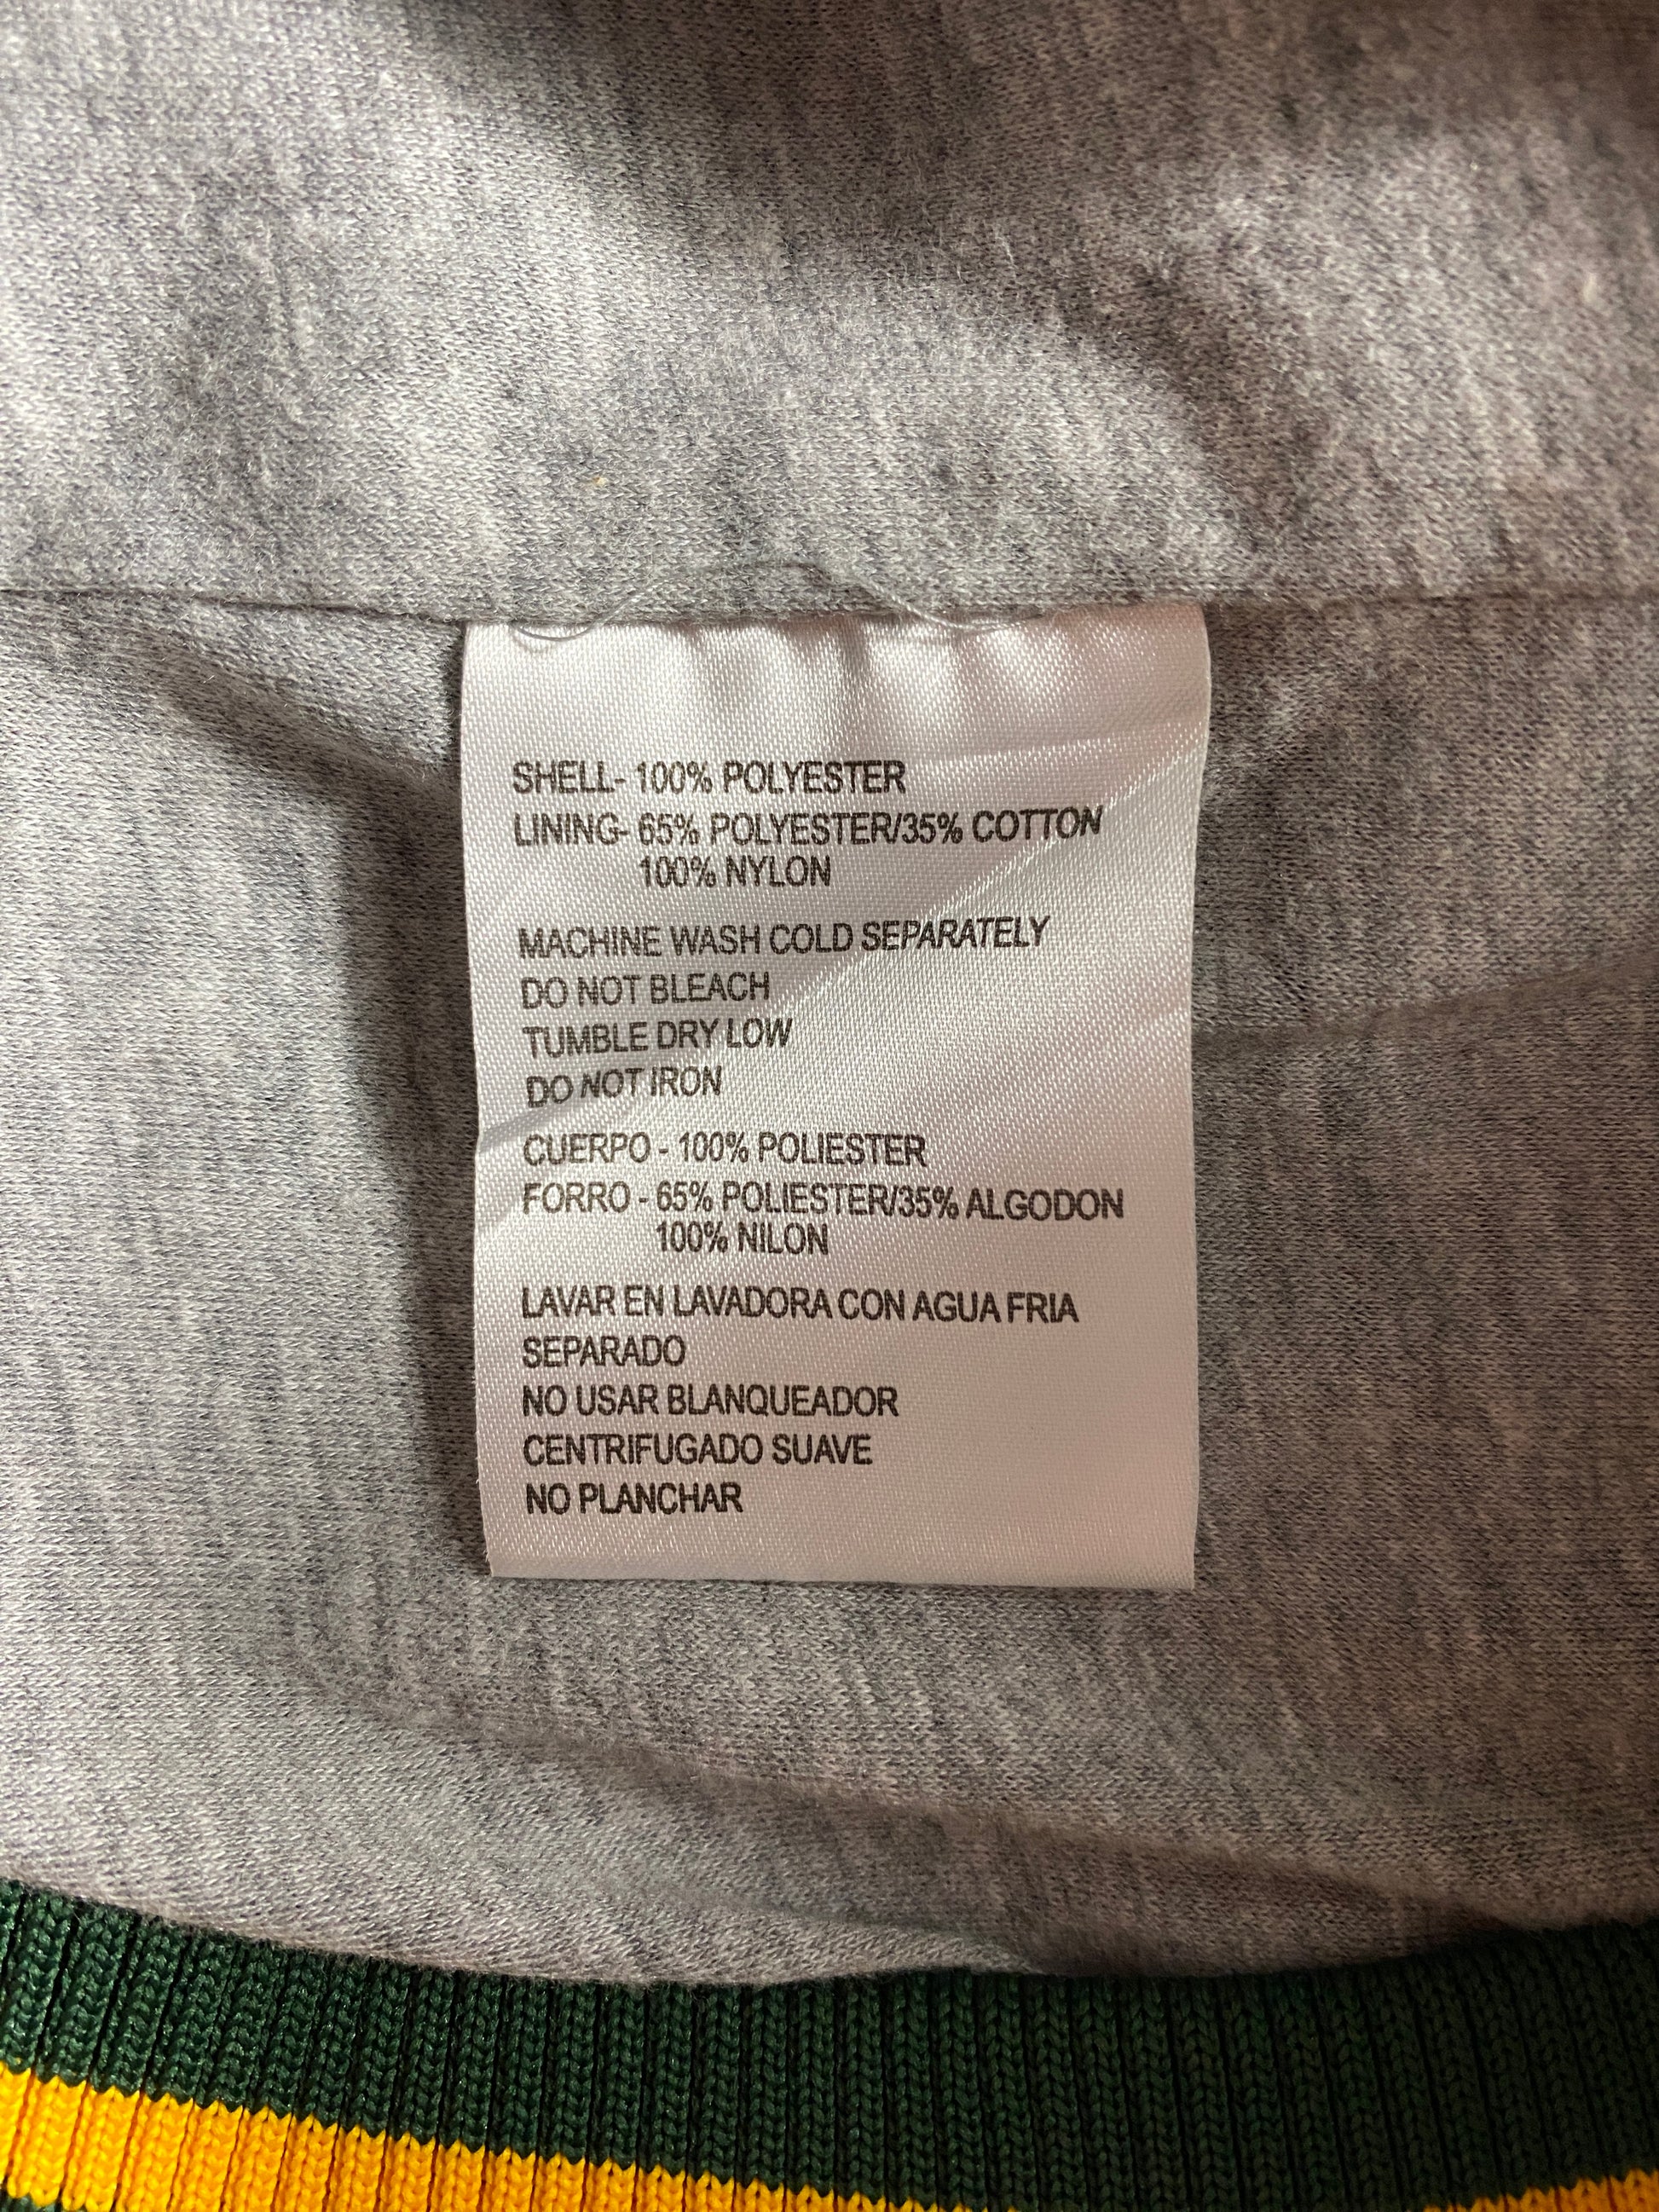 SHELL- 100% POLYESTER
LINING- 65% POLYESTER/35% COTTON
100% NYLON
MACHINE WASH COLD SEPARATELY
DO NOT BLEACH
TUMBLE DRY LOW
DO NOT IRON
CUERPO - 100% POLIESTER
FORRO - 65% POLIESTER/35% ALGODON
100% NILON
LAVAR EN LAVADORA CON AGUA FRIA
SEPARADO
NO USAR BLANQUEADOR
CENTRIFUGADO SUAVE
NO PLANCHAR